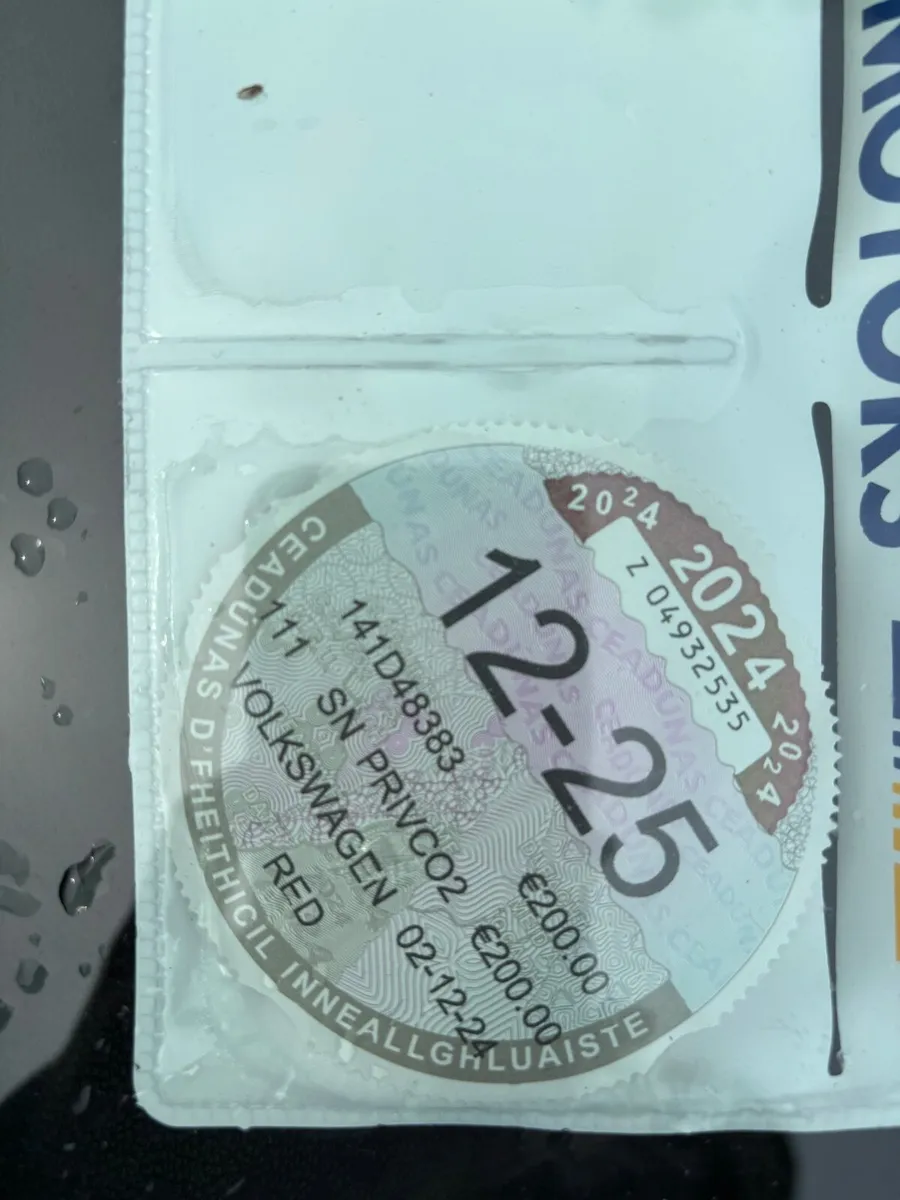 2024 2024 2024
Z 04932535
12-25
141D48383 €200.00
111 SN PRIVCO2 €200.00
VOLKSWAGEN 02-12-24
RED
CEADUNAS D'FHEITHICIL INNEALLGHLUAISTE
MOTORS